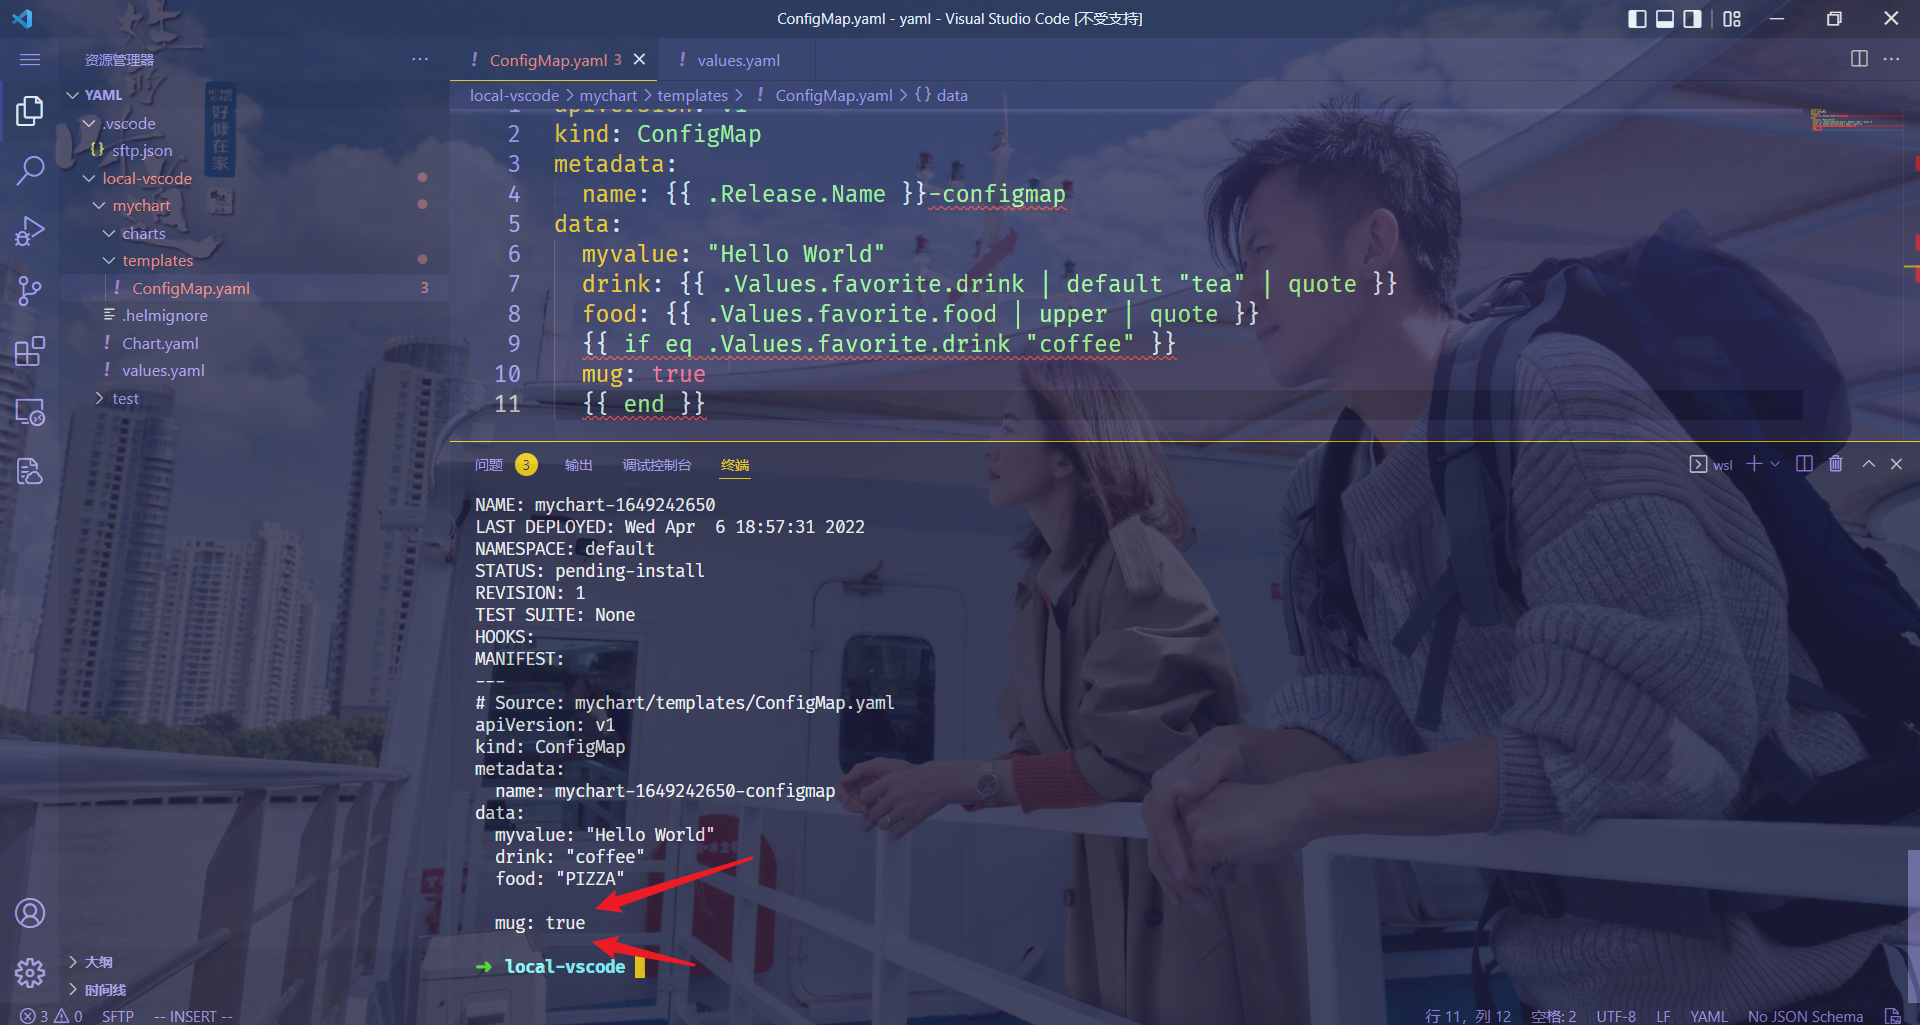 ConfigMap.yaml - yaml - Visual Studio Code [不受支持]
资源管理器
YAML
.vscode
{} sftp.json
local-vscode
mychart
charts
templates
! ConfigMap.yaml 3
.helmignore
! Chart.yaml
! values.yaml
test
大纲
时间线
! ConfigMap.yaml 3
! values.yaml
local-vscode > mychart > templates > ! ConfigMap.yaml > {} data
1 apiVersion: v1
2 kind: ConfigMap
3 metadata:
4 name: {{ .Release.Name }}-configmap
5 data:
6 myvalue: "Hello World"
7 drink: {{ .Values.favorite.drink | default "tea" | quote }}
8 food: {{ .Values.favorite.food | upper | quote }}
9 {{ if eq .Values.favorite.drink "coffee" }}
10 mug: true
11 {{ end }}
问题 3 输出 调试控制台 终端
wsl
NAME: mychart-1649242650
LAST DEPLOYED: Wed Apr  6 18:57:31 2022
NAMESPACE: default
STATUS: pending-install
REVISION: 1
TEST SUITE: None
HOOKS:
MANIFEST:
---
# Source: mychart/templates/ConfigMap.yaml
apiVersion: v1
kind: ConfigMap
metadata:
name: mychart-1649242650-configmap
data:
myvalue: "Hello World"
drink: "coffee"
food: "PIZZA"
mug: true
➜ local-vscode
3 0 SFTP -- INSERT --
行 11，列 12 空格: 2 UTF-8 LF YAML No JSON Schema
好慷在家